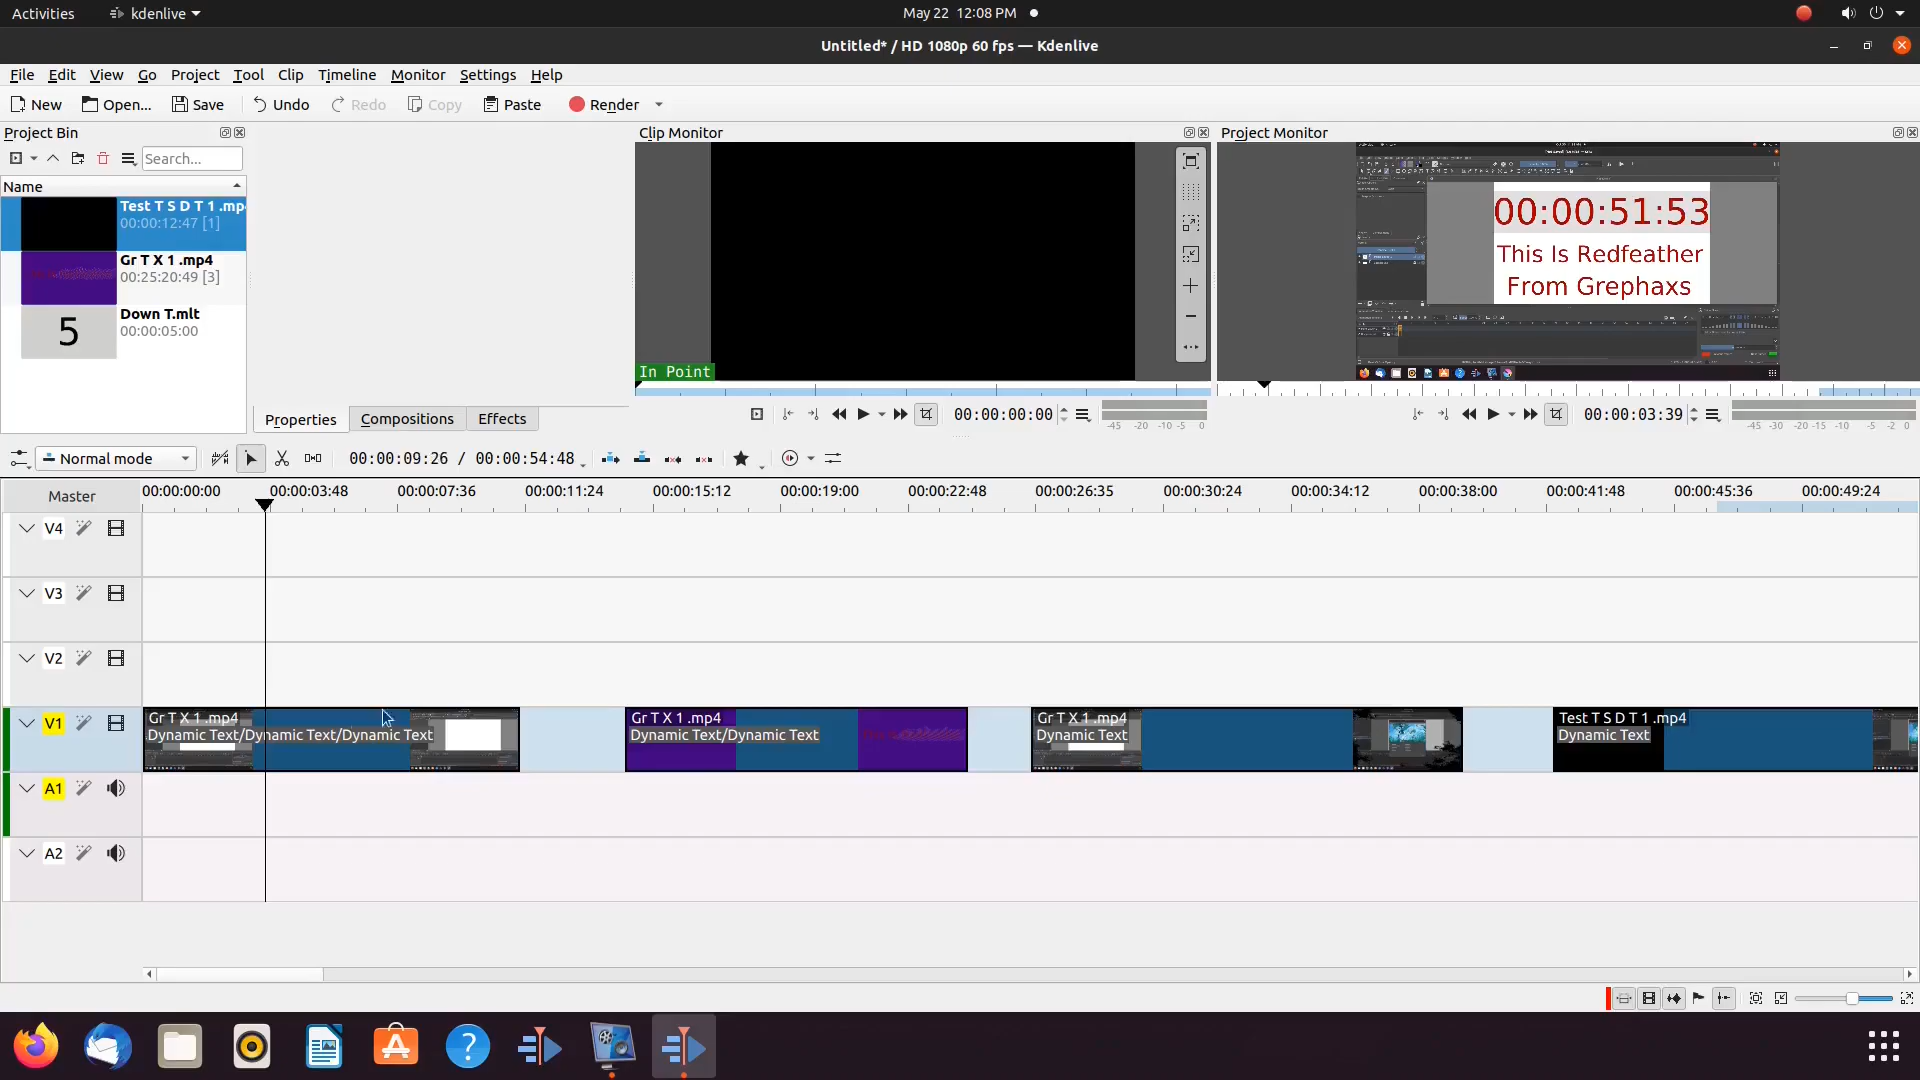 Activities kdenlive May 22 12:08 PM
Untitled* / HD 1080p 60 fps — Kdenlive
File Edit View Go Project Tool Clip Timeline Monitor Settings Help
New Open... Save Undo Redo Copy Paste Render
Project Bin Clip Monitor Project Monitor
Search...
Name
Test T S D T 1 .mp
00:00:12:47 [1]
Gr T X 1 .mp4
00:25:20:49 [3]
Down T.mlt
00:00:05:00
5
00:00:51:53
This Is Redfeather
From Grephaxs
In Point
Properties Compositions Effects
00:00:00:00 -45 -20 -10 -5 0
00:00:03:39 -45 -30 -20 -15 -10 -5 -2 0
Normal mode 00:00:09:26 / 00:00:54:48
Master 00:00:00:00 00:00:03:48 00:00:07:36 00:00:11:24 00:00:15:12 00:00:19:00 00:00:22:48 00:00:26:35 00:00:30:24 00:00:34:12 00:00:38:00 00:00:41:48 00:00:45:36 00:00:49:24
V4
V3
V2
V1
Gr T X 1 .mp4 Gr T X 1 .mp4 Gr T X 1 .mp4 Test T S D T 1 .mp4
Dynamic Text/Dynamic Text/Dynamic Text Dynamic Text/Dynamic Text Dynamic Text Dynamic Text
A1
A2
?